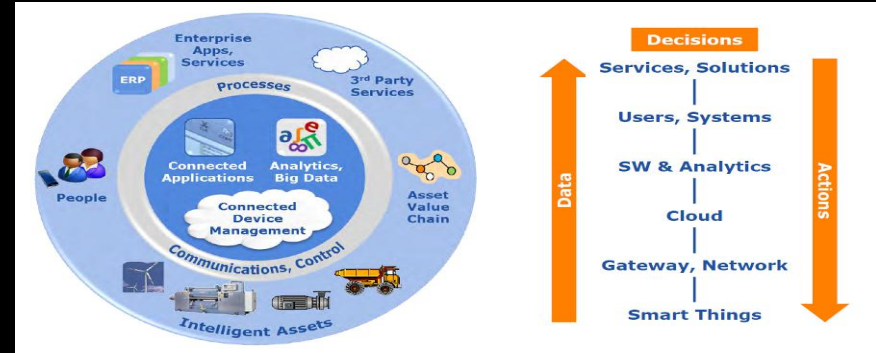 Enterprise
Apps,
Services
ERP
3rd Party
Services
Processes
Connected
Applications
Analytics,
Big Data
People
Asset
Value
Chain
Connected
Device
Management
Communications, Control
Intelligent Assets
Decisions
Services, Solutions
Users, Systems
SW & Analytics
Cloud
Gateway, Network
Smart Things
Data
Actions